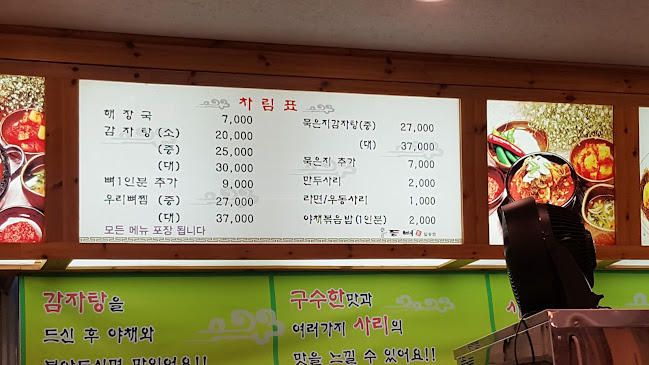 차림표
해장국 7,000
감자탕(소) 20,000
(중) 25,000
(대) 30,000
뼈1인분 추가 9,000
우리뼈찜 (중) 27,000
(대) 37,000
모든 메뉴 포장 됩니다
묵은지감자탕(중) 27,000
(대) 37,000
묵은지 추가 7,000
만두사리 2,000
라면/우동사리 1,000
야채볶음밥(1인분) 2,000
감자탕을
드신 후 야채와
구수한맛과
여러가지 사리의
맛을 느낄 수 있어요!!